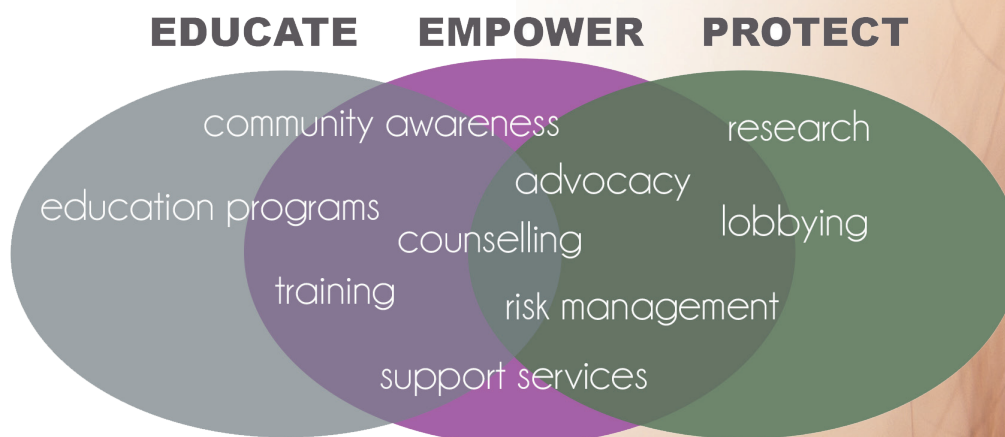 EDUCATE EMPOWER PROTECT
community awareness
research
advocacy
education programs
lobbying
counselling
training
risk management
support services